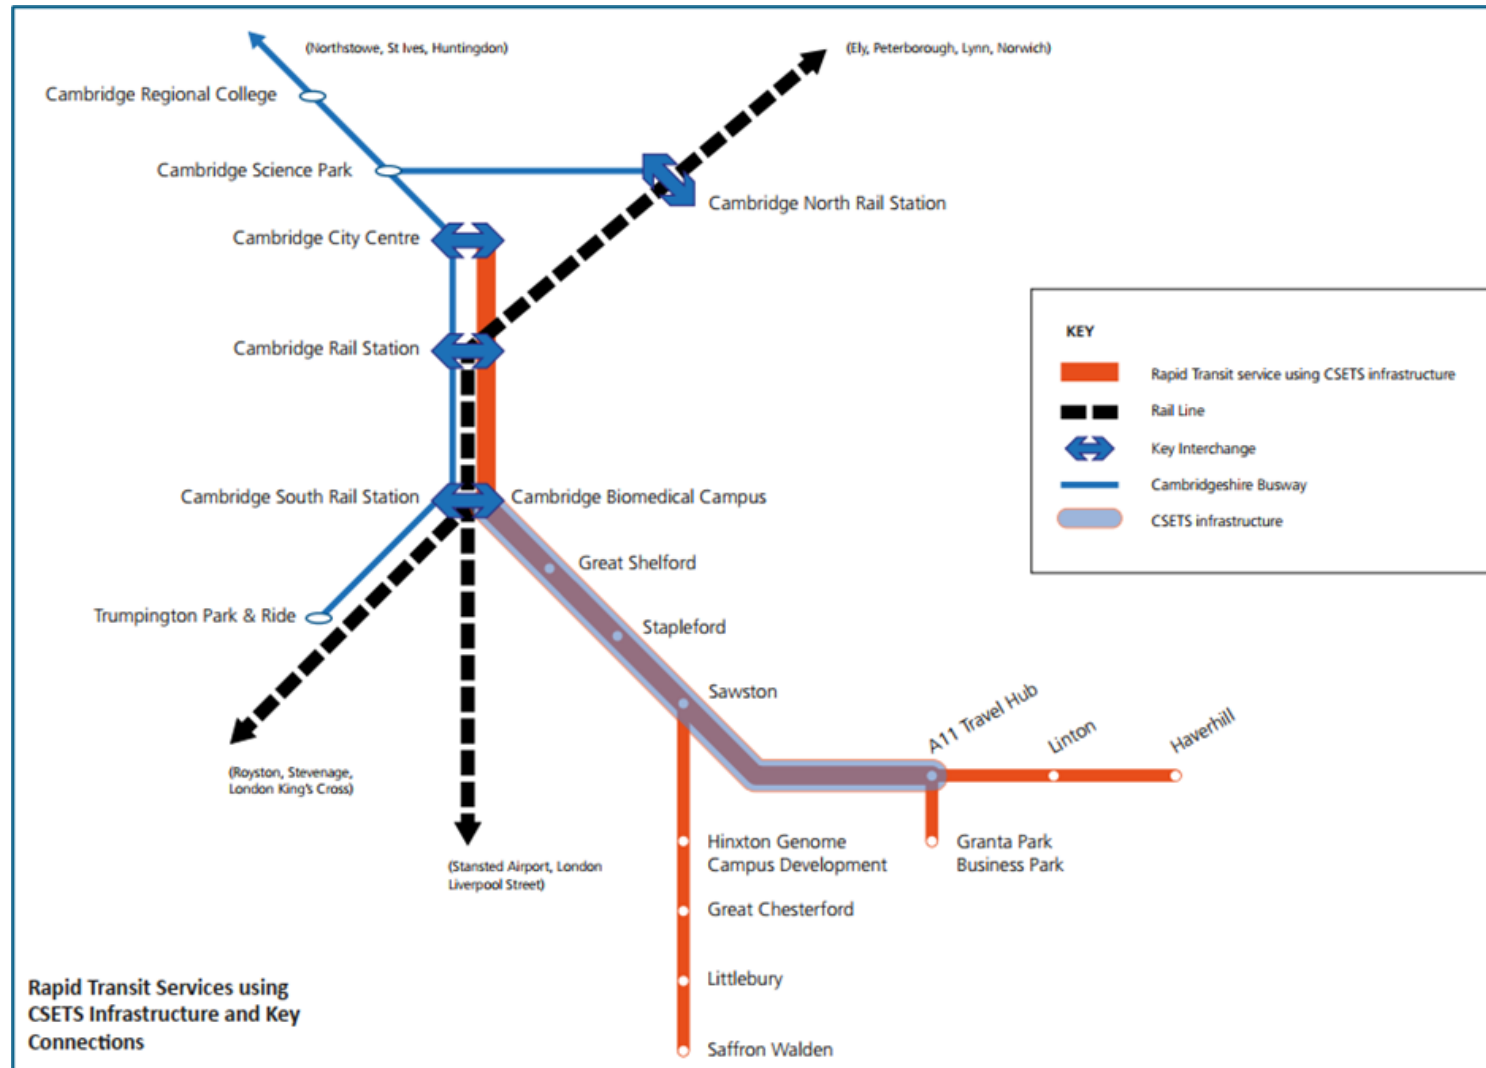 (Northstowe, St Ives, Huntingdon)
(Ely, Peterborough, Lynn, Norwich)
Cambridge Regional College
Cambridge Science Park
Cambridge North Rail Station
Cambridge City Centre
Cambridge Rail Station
Cambridge South Rail Station
Cambridge Biomedical Campus
Great Shelford
Trumpington Park & Ride
Stapleford
Sawston
A11 Travel Hub
Linton
Haverhill
(Royston, Stevenage,
London King's Cross)
(Stansted Airport, London
Liverpool Street)
Hinxton Genome
Campus Development
Granta Park
Business Park
Great Chesterford
Littlebury
Saffron Walden
KEY
Rapid Transit service using CSETS infrastructure
Rail Line
Key Interchange
Cambridgeshire Busway
CSETS infrastructure
Rapid Transit Services using
CSETS Infrastructure and Key
Connections